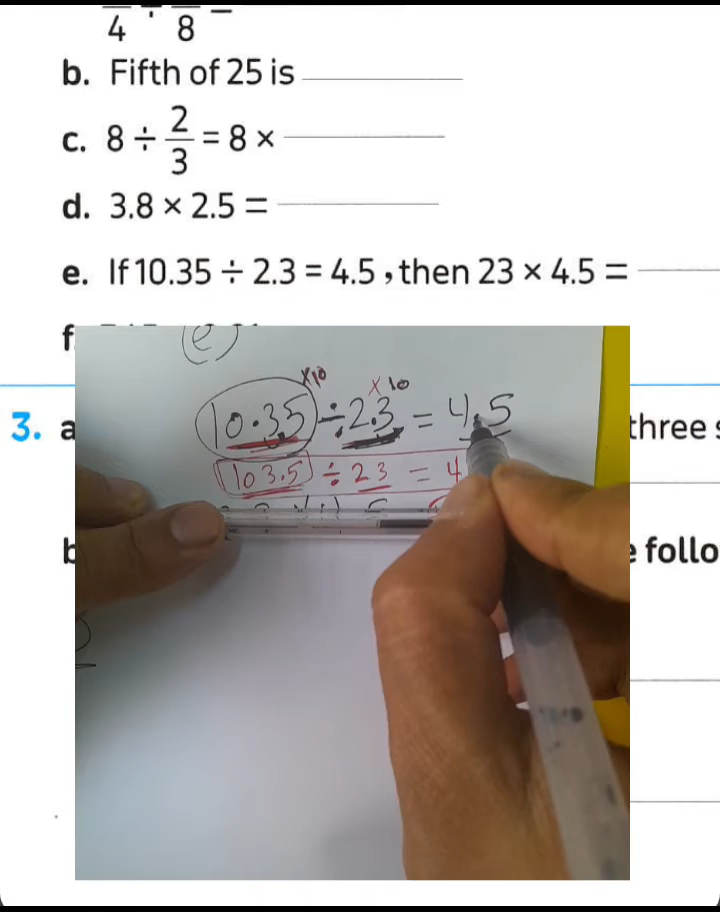 4 ÷ 8 =
b. Fifth of 25 is
c. 8 ÷ 2/3 = 8 ×
d. 3.8 × 2.5 =
e. If 10.35 ÷ 2.3 = 4.5, then 23 × 4.5 =
f.
(e)
×10 ×10
10.35 ÷ 2.3 = 4.5
103.5 ÷ 23 = 4
3. a three
b follo